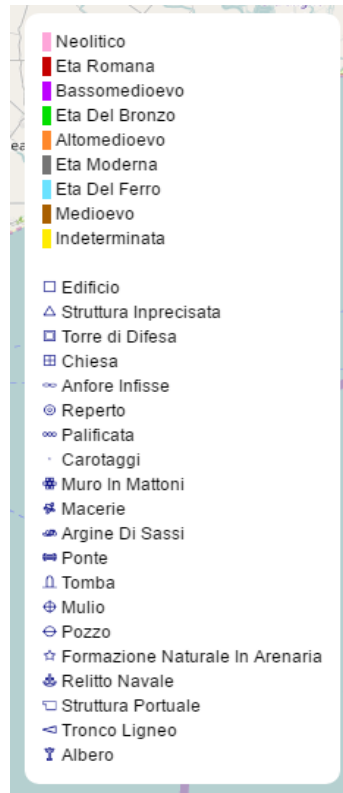 Neolitico
Eta Romana
Bassomedioevo
Eta Del Bronzo
Altomedioevo
Eta Moderna
Eta Del Ferro
Medioevo
Indeterminata
Edificio
Struttura Inprecisata
Torre di Difesa
Chiesa
Anfore Infisse
Reperto
Palificata
Carotaggi
Muro In Mattoni
Macerie
Argine Di Sassi
Ponte
Tomba
Mulio
Pozzo
Formazione Naturale In Arenaria
Relitto Navale
Struttura Portuale
Tronco Ligneo
Albero